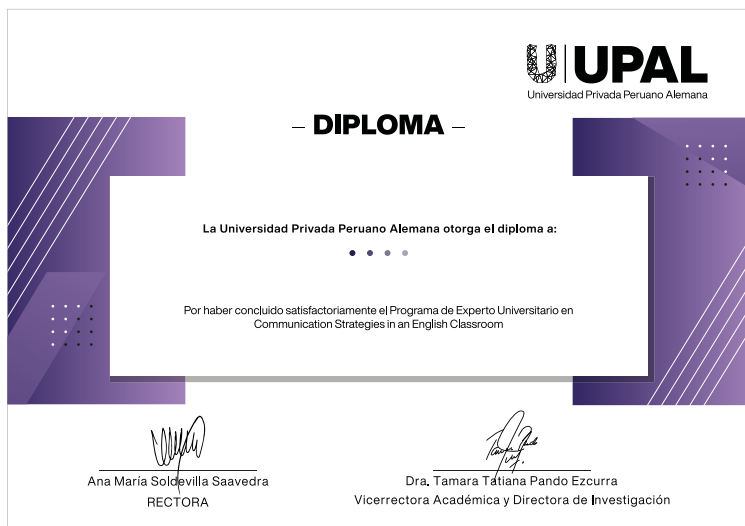 UPAL
Universidad Privada Peruano Alemana
– DIPLOMA –
La Universidad Privada Peruano Alemana otorga el diploma a:
Por haber concluido satisfactoriamente el Programa de Experto Universitario en
Communication Strategies in an English Classroom
Ana María Soldevilla Saavedra
RECTORA
Dra. Tamara Tatiana Pando Ezcurra
Vicerrectora Académica y Directora de Investigación